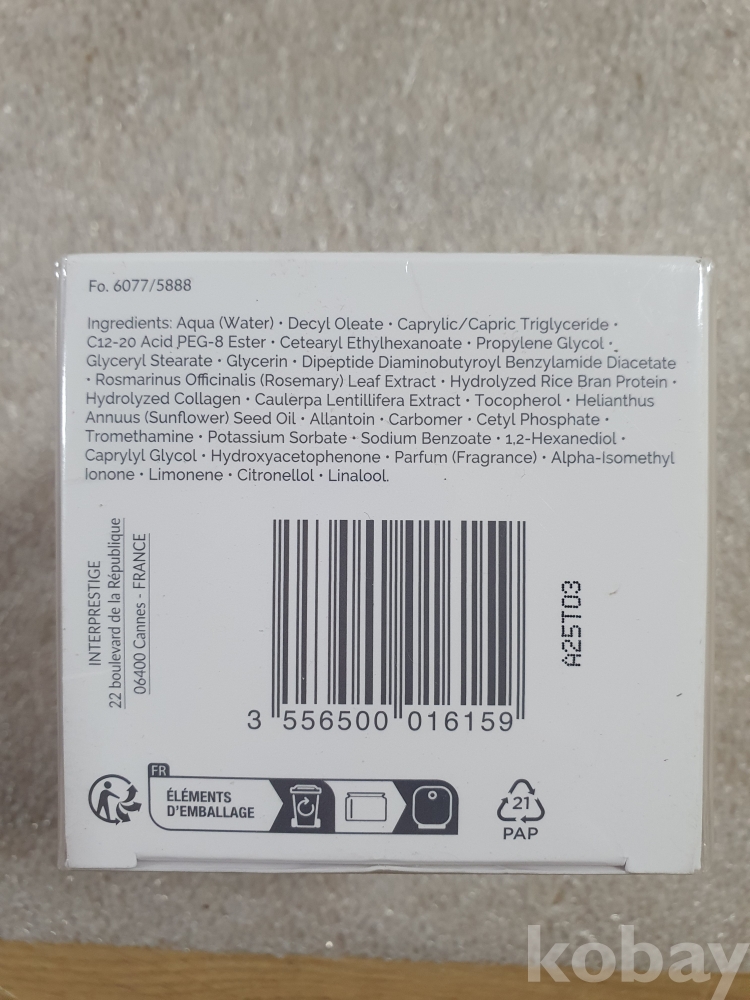 Fo. 6077/5888
Ingredients: Aqua (Water) • Decyl Oleate • Caprylic/Capric Triglyceride •
C12-20 Acid PEG-8 Ester • Cetearyl Ethylhexanoate • Propylene Glycol •
Glyceryl Stearate • Glycerin • Dipeptide Diaminobutyroyl Benzylamide Diacetate
• Rosmarinus Officinalis (Rosemary) Leaf Extract • Hydrolyzed Rice Bran Protein •
Hydrolyzed Collagen • Caulerpa Lentillifera Extract • Tocopherol • Helianthus
Annuus (Sunflower) Seed Oil • Allantoin • Carbomer • Cetyl Phosphate •
Tromethamine • Potassium Sorbate • Sodium Benzoate • 1,2-Hexanediol •
Caprylyl Glycol • Hydroxyacetophenone • Parfum (Fragrance) • Alpha-Isomethyl
Ionone • Limonene • Citronellol • Linalool.
INTERPRESTIGE
22 boulevard de la République
06400 Cannes - FRANCE
3 556500 016159
A25T03
FR
ÉLÉMENTS
D'EMBALLAGE
21
PAP
kobay